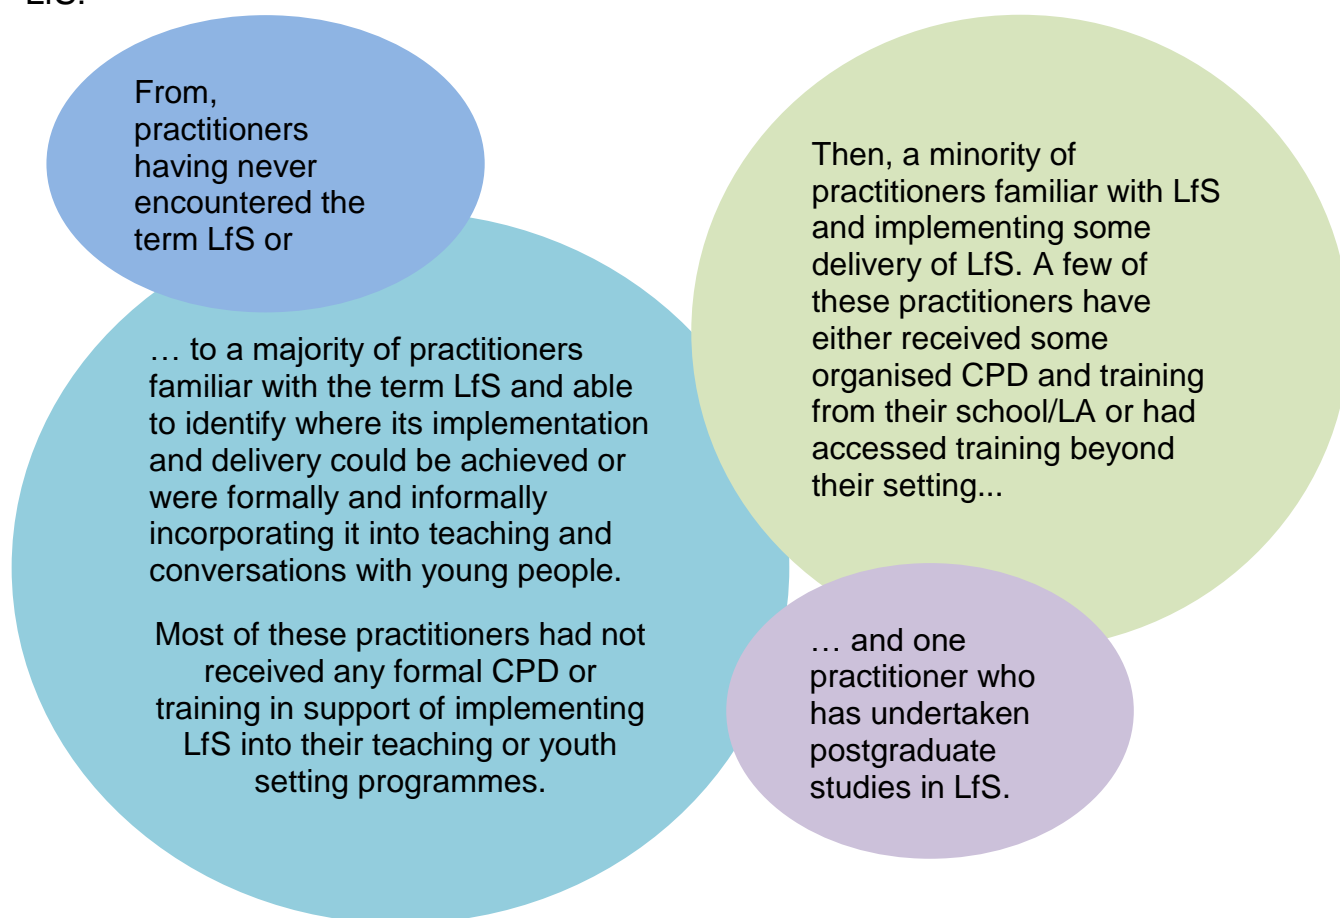 LfS.
From,
practitioners
having never
encountered the
term LfS or
… to a majority of practitioners
familiar with the term LfS and able
to identify where its implementation
and delivery could be achieved or
were formally and informally
incorporating it into teaching and
conversations with young people.
Most of these practitioners had not
received any formal CPD or
training in support of implementing
LfS into their teaching or youth
setting programmes.
Then, a minority of
practitioners familiar with LfS
and implementing some
delivery of LfS. A few of
these practitioners have
either received some
organised CPD and training
from their school/LA or had
accessed training beyond
their setting...
… and one
practitioner who
has undertaken
postgraduate
studies in LfS.